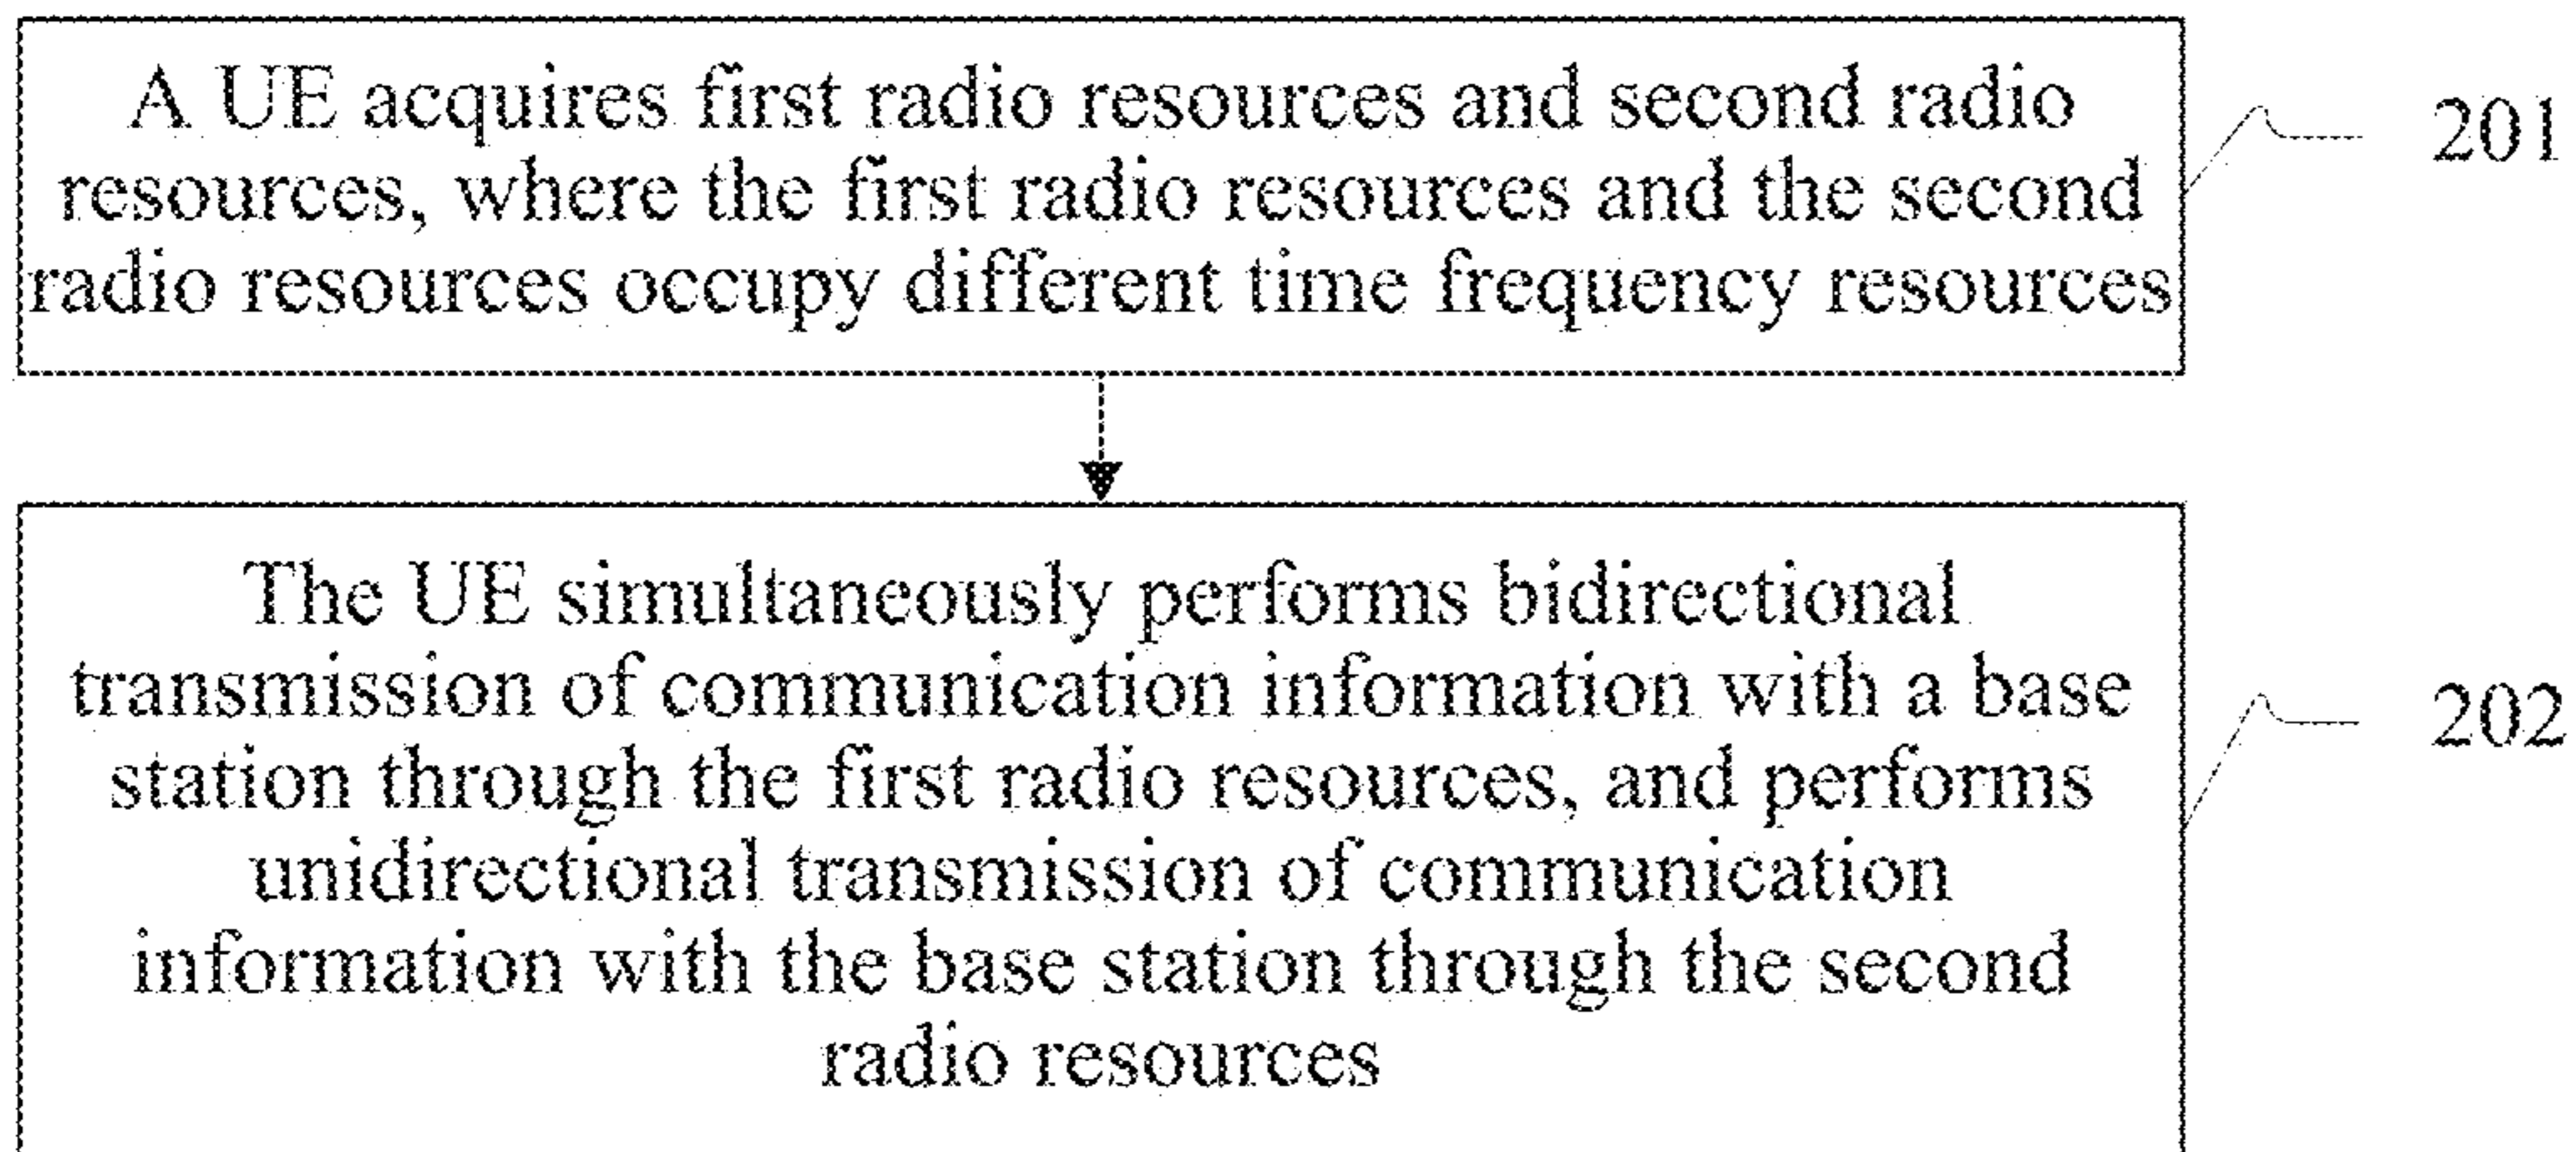 A UE acquires first radio resources and second radio
resources, where the first radio resources and the second
radio resources occupy different time frequency resources
201
The UE simultaneously performs bidirectional
transmission of communication information with a base
station through the first radio resources, and performs
unidirectional transmission of communication
information with the base station through the second
radio resources
202